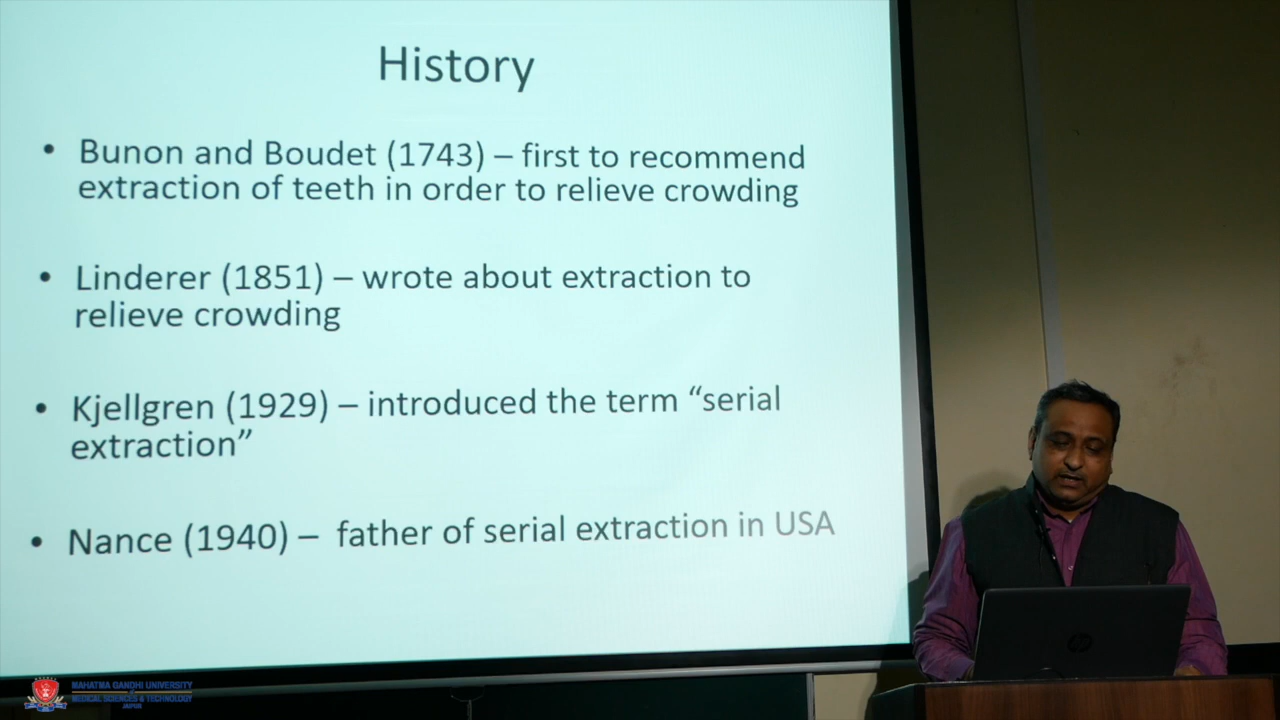 History
• Bunon and Boudet (1743) – first to recommend
extraction of teeth in order to relieve crowding
• Linderer (1851) – wrote about extraction to
relieve crowding
• Kjellgren (1929) – introduced the term “serial
extraction”
• Nance (1940) – father of serial extraction in USA
MAHATMA GANDHI UNIVERSITY
MEDICAL SCIENCES & TECHNOLOGY
JAIPUR
hp